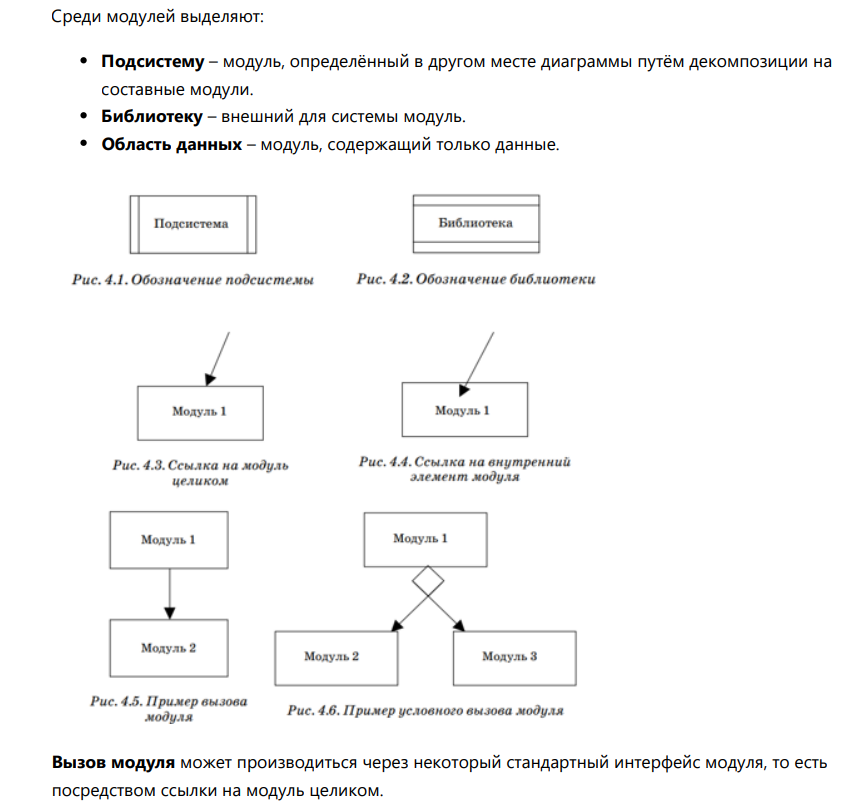 Среди модулей выделяют:
• Подсистему – модуль, определённый в другом месте диаграммы путём декомпозиции на
составные модули.
• Библиотеку – внешний для системы модуль.
• Область данных – модуль, содержащий только данные.
Подсистема
Библиотека
Рис. 4.1. Обозначение подсистемы
Рис. 4.2. Обозначение библиотеки
Модуль 1
Модуль 1
Рис. 4.3. Ссылка на модуль
целиком
Рис. 4.4. Ссылка на внутренний
элемент модуля
Модуль 1
Модуль 2
Рис. 4.5. Пример вызова
модуля
Модуль 1
Модуль 2
Модуль 3
Рис. 4.6. Пример условного вызова модуля
Вызов модуля может производиться через некоторый стандартный интерфейс модуля, то есть
посредством ссылки на модуль целиком.